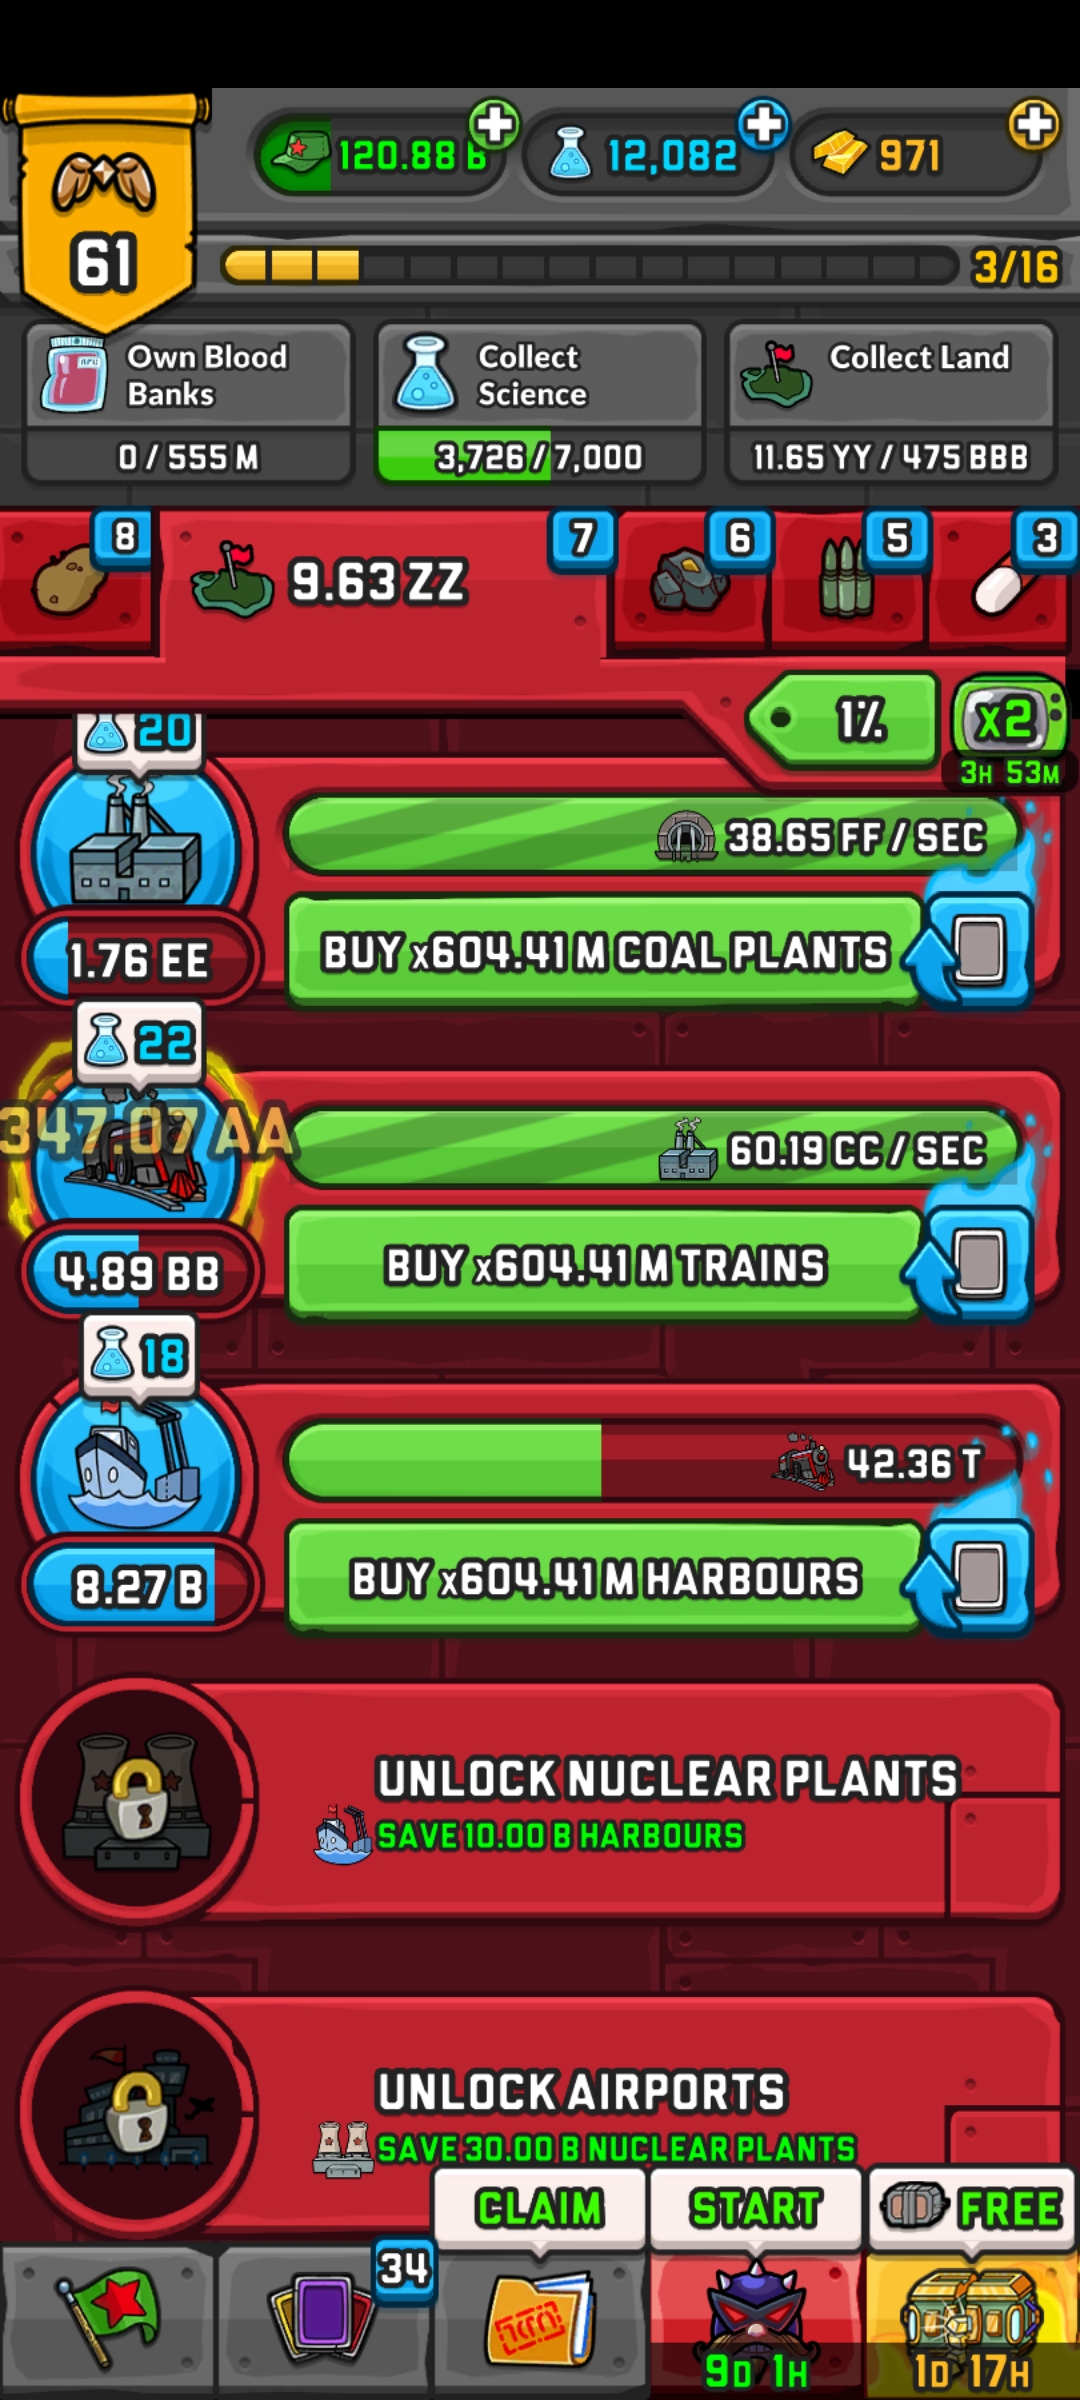 120.88 B
12,082
971
61
3/16
Own Blood
Banks
0 / 555 M
Collect
Science
3,726 / 7,000
Collect Land
11.65 YY / 475 BBB
8
9.63 ZZ
7
6
5
3
1%
x2
3H 53M
20
38.65 FF / SEC
1.76 EE
BUY x604.41 M COAL PLANTS
22
347.07 AA
60.19 CC / SEC
4.89 BB
BUY x604.41 M TRAINS
18
42.36 T
8.27 B
BUY x604.41 M HARBOURS
UNLOCK NUCLEAR PLANTS
SAVE 10.00 B HARBOURS
UNLOCK AIRPORTS
SAVE 30.00 B NUCLEAR PLANTS
CLAIM
START
FREE
34
9D 1H
1D 17H